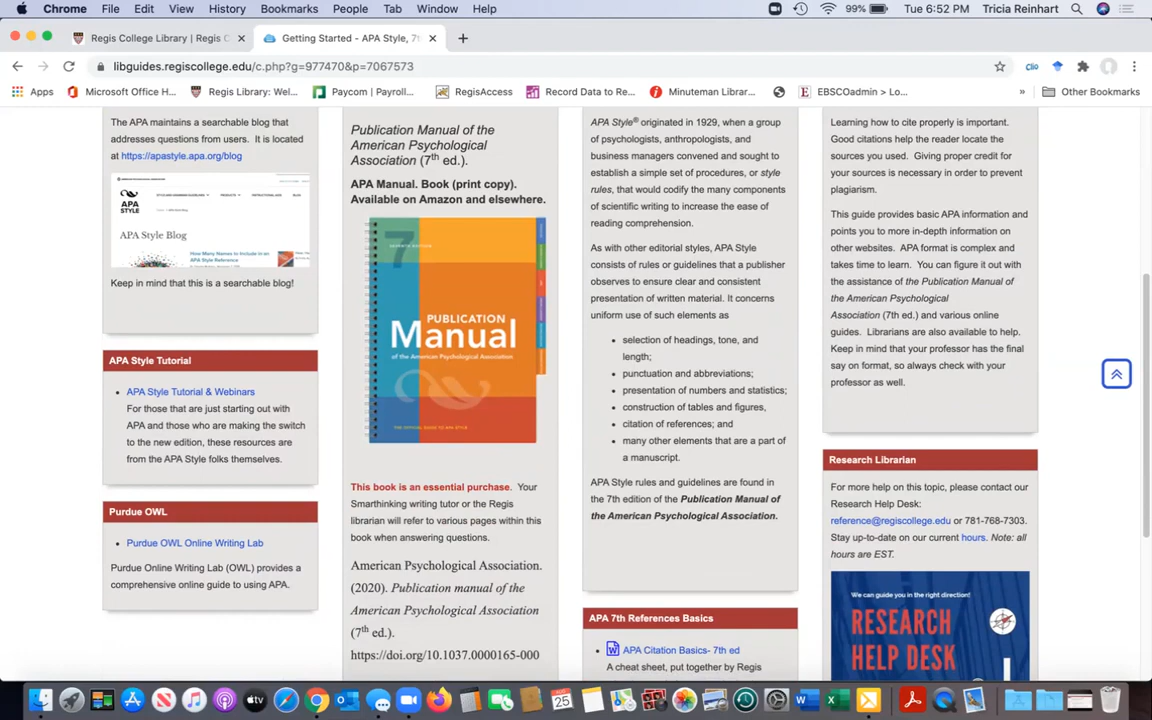 Chrome File Edit View History Bookmarks People Tab Window Help 99% Tue 6:52 PM Tricia Reinhart
Regis College Library | Regis C Getting Started - APA Style, 7t
libguides.regiscollege.edu/c.php?g=977470&p=7067573
Apps Microsoft Office H... Regis Library: Wel... Paycom | Payroll... RegisAccess Record Data to Re... Minuteman Librar... EBSCOadmin > Lo... » Other Bookmarks
The APA maintains a searchable blog that
addresses questions from users. It is located
at https://apastyle.apa.org/blog
APA
STYLE
APA Style Blog
How Many Names to Include in an
APA Style Reference
Keep in mind that this is a searchable blog!
APA Style Tutorial
APA Style Tutorial & Webinars
For those that are just starting out with
APA and those who are making the switch
to the new edition, these resources are
from the APA Style folks themselves.
Purdue OWL
Purdue OWL Online Writing Lab
Purdue Online Writing Lab (OWL) provides a
comprehensive online guide to using APA.
Publication Manual of the
American Psychological
Association (7th ed.).
APA Manual. Book (print copy).
Available on Amazon and elsewhere.
7
SEVENTH EDITION
PUBLICATION
Manual
of the American Psychological Association
THE OFFICIAL GUIDE TO APA STYLE
This book is an essential purchase. Your
Smarthinking writing tutor or the Regis
librarian will refer to various pages within this
book when answering questions.
American Psychological Association.
(2020). Publication manual of the
American Psychological Association
(7th ed.).
https://doi.org/10.1037.0000165-000
APA Style® originated in 1929, when a group
of psychologists, anthropologists, and
business managers convened and sought to
establish a simple set of procedures, or style
rules, that would codify the many components
of scientific writing to increase the ease of
reading comprehension.
As with other editorial styles, APA Style
consists of rules or guidelines that a publisher
observes to ensure clear and consistent
presentation of written material. It concerns
uniform use of such elements as
selection of headings, tone, and
length;
punctuation and abbreviations;
presentation of numbers and statistics;
construction of tables and figures,
citation of references; and
many other elements that are a part of
a manuscript.
APA Style rules and guidelines are found in
the 7th edition of the Publication Manual of
the American Psychological Association.
APA 7th References Basics
APA Citation Basics- 7th ed
A cheat sheet, put together by Regis
Learning how to cite properly is important.
Good citations help the reader locate the
sources you used. Giving proper credit for
your sources is necessary in order to prevent
plagiarism.
This guide provides basic APA information and
points you to more in-depth information on
other websites. APA format is complex and
takes time to learn. You can figure it out with
the assistance of the Publication Manual of
the American Psychological
Association (7th ed.) and various online
guides. Librarians are also available to help.
Keep in mind that your professor has the final
say on format, so always check with your
professor as well.
Research Librarian
For more help on this topic, please contact our
Research Help Desk:
reference@regiscollege.edu or 781-768-7303.
Stay up-to-date on our current hours. Note: all
hours are EST.
We can guide you in the right direction!
RESEARCH
HELP DESK